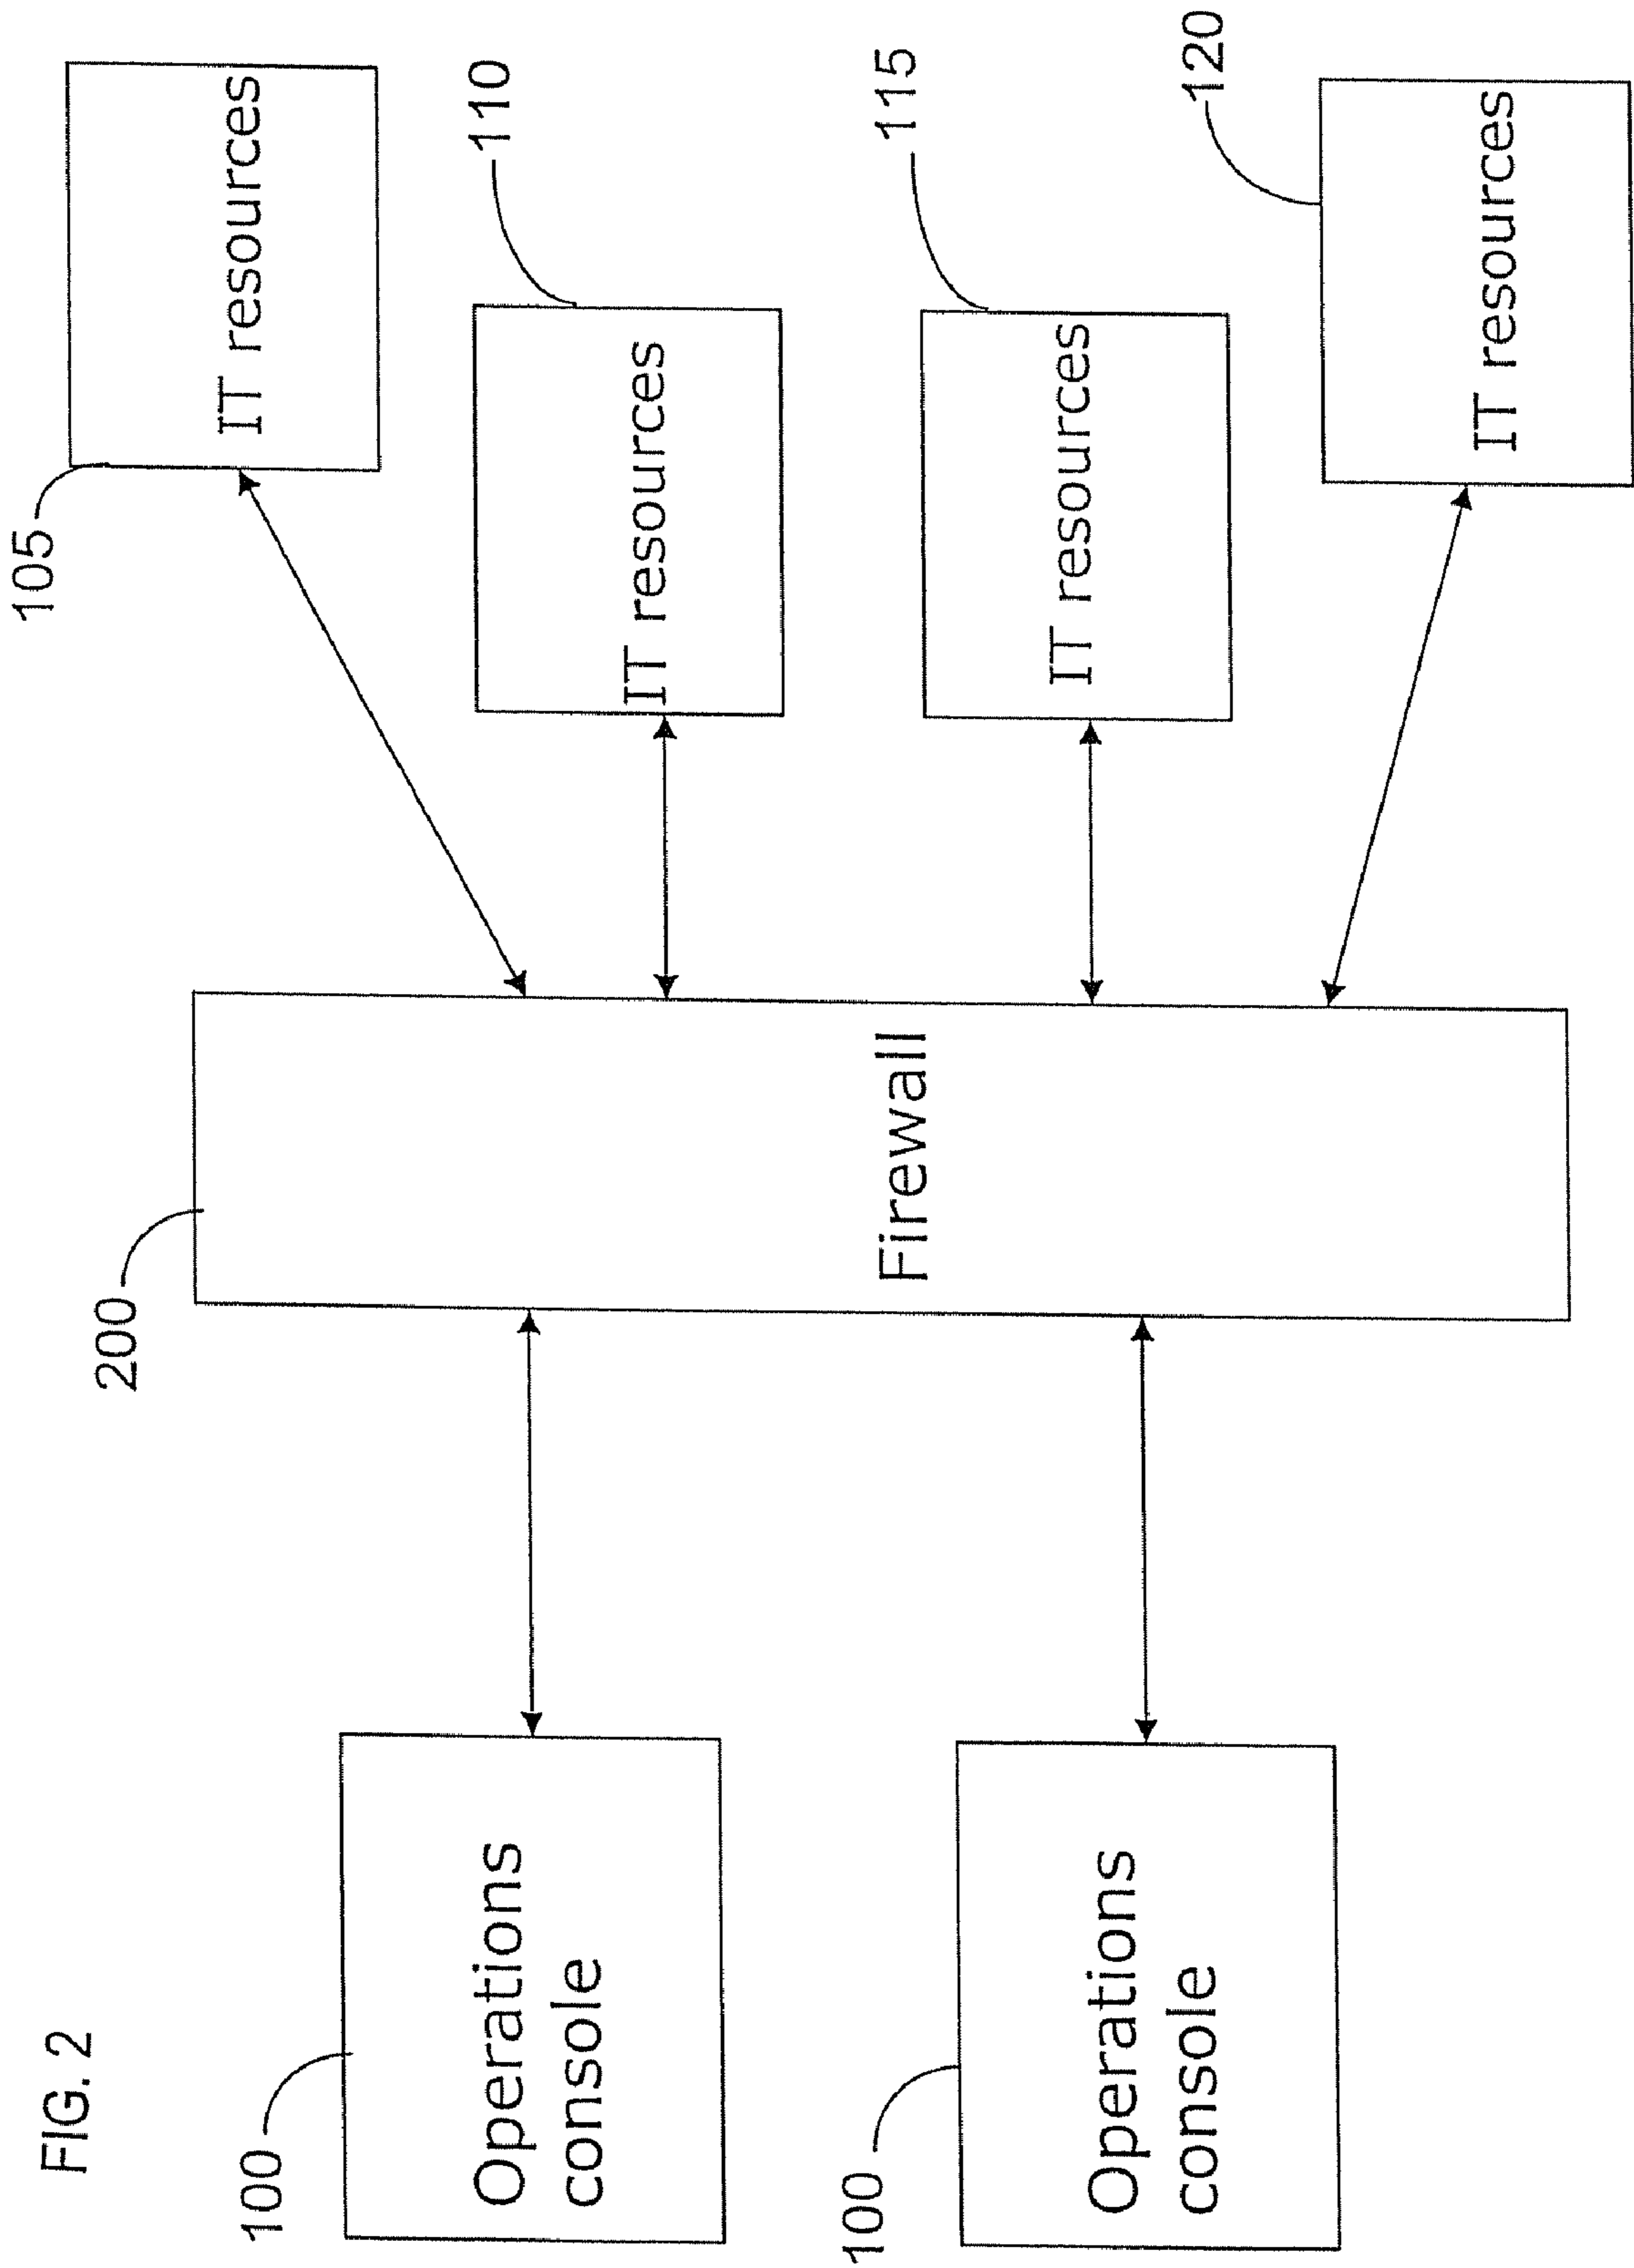 FIG. 2
100
Operations
console
100
Operations
console
200
Firewall
105
IT resources
110
IT resources
115
IT resources
120
IT resources